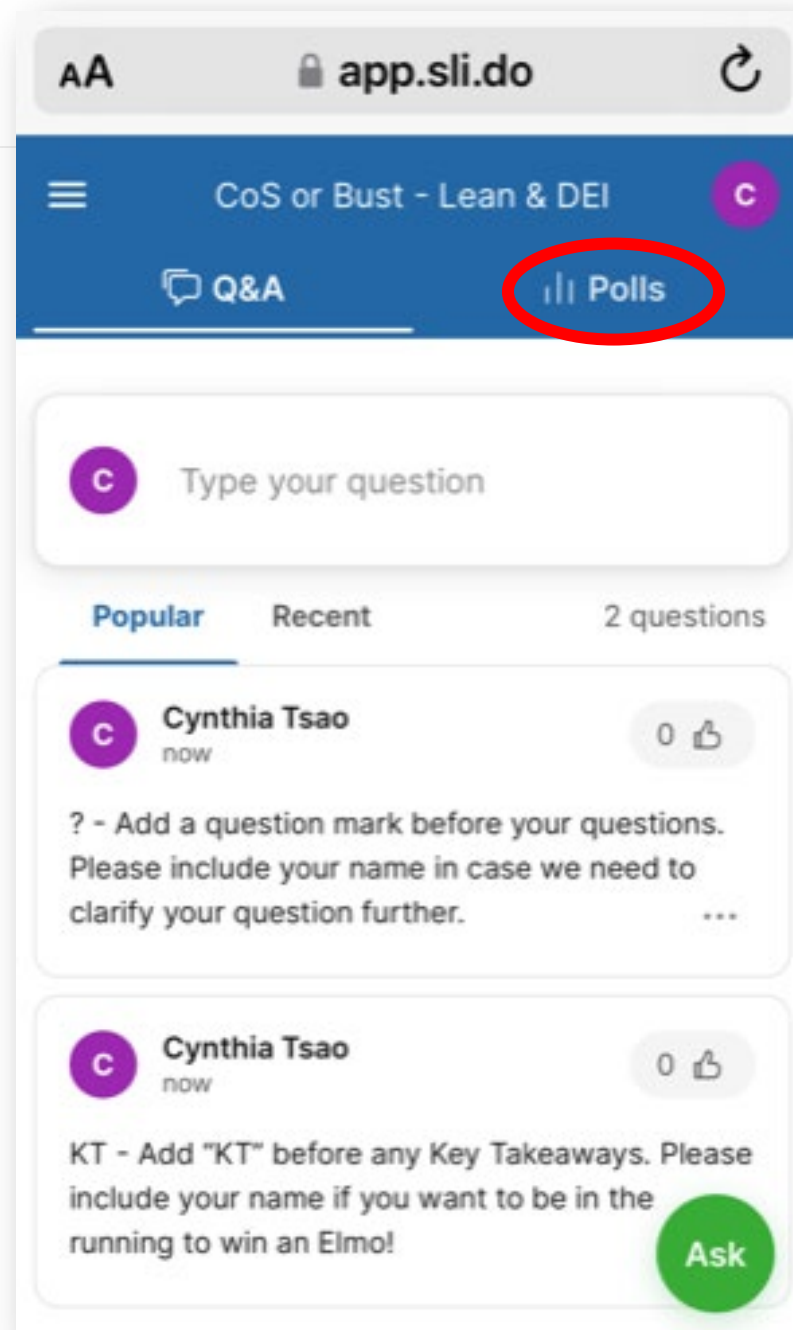 AA app.sli.do
CoS or Bust - Lean & DEI C
Q&A Polls
C Type your question
Popular Recent 2 questions
C Cynthia Tsao 0
now
? - Add a question mark before your questions.
Please include your name in case we need to
clarify your question further. ...
C Cynthia Tsao 0
now
KT - Add "KT" before any Key Takeaways. Please
include your name if you want to be in the
running to win an Elmo! Ask